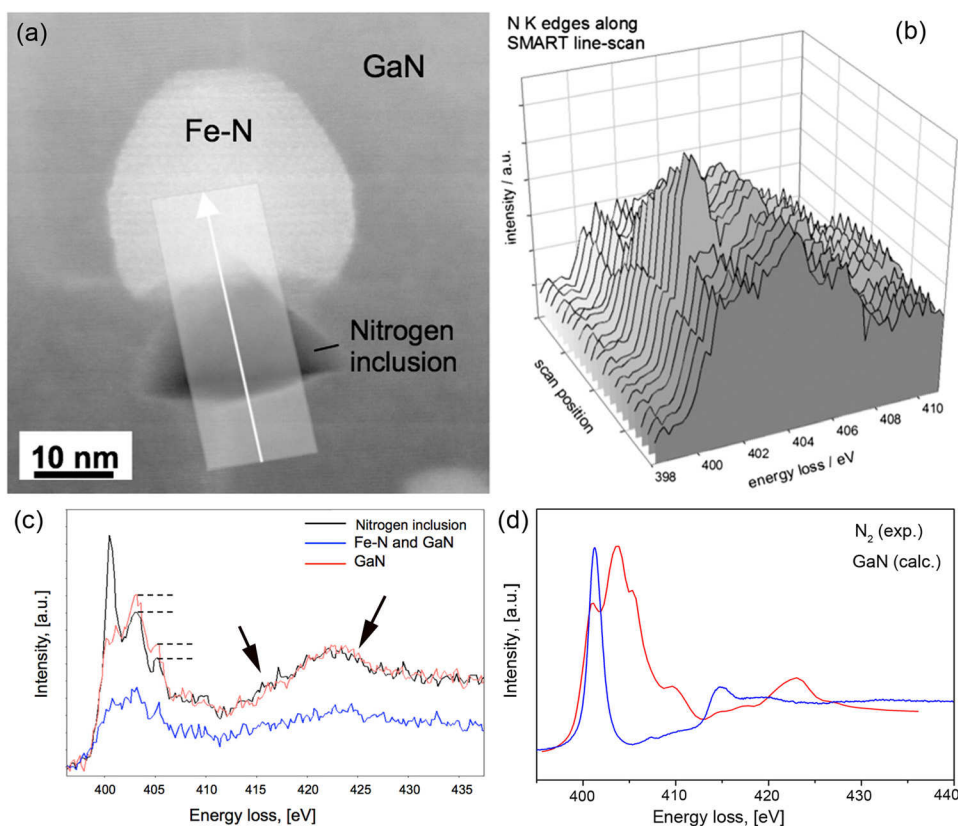 (a)
GaN
Fe-N
Nitrogen
inclusion
10 nm
N K edges along
SMART line-scan
(b)
intensity / a.u.
scan position
398
400
402
404
406
408
410
energy loss / eV
(c)
Nitrogen inclusion
Fe-N and GaN
GaN
Intensity, [a.u.]
400 405 410 415 420 425 430 435
Energy loss, [eV]
(d)
N₂ (exp.)
GaN (calc.)
Intensity, [a.u.]
400 410 420 430 440
Energy loss, [eV]